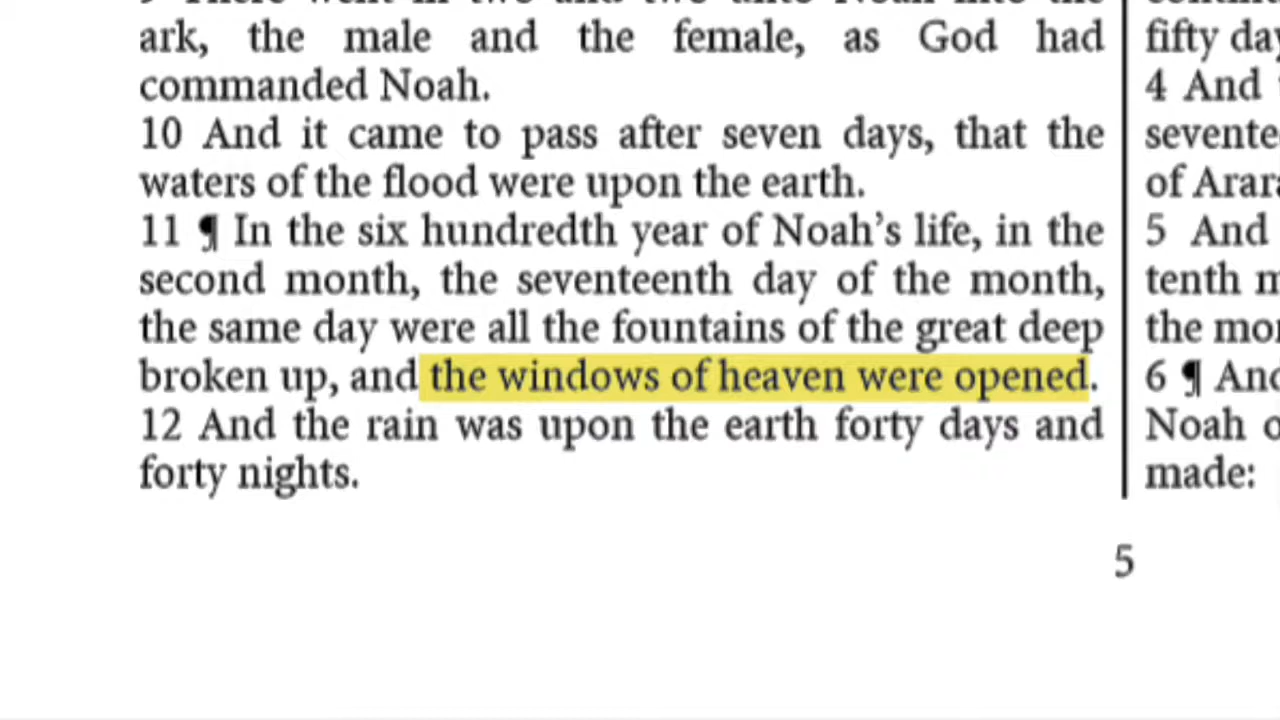 ark, the male and the female, as God had
commanded Noah.
10 And it came to pass after seven days, that the
waters of the flood were upon the earth.
11 ¶ In the six hundredth year of Noah’s life, in the
second month, the seventeenth day of the month,
the same day were all the fountains of the great deep
broken up, and the windows of heaven were opened.
12 And the rain was upon the earth forty days and
forty nights.
fifty
4 And
of
5 And
tenth
the
6 ¶
Noah
made:
5